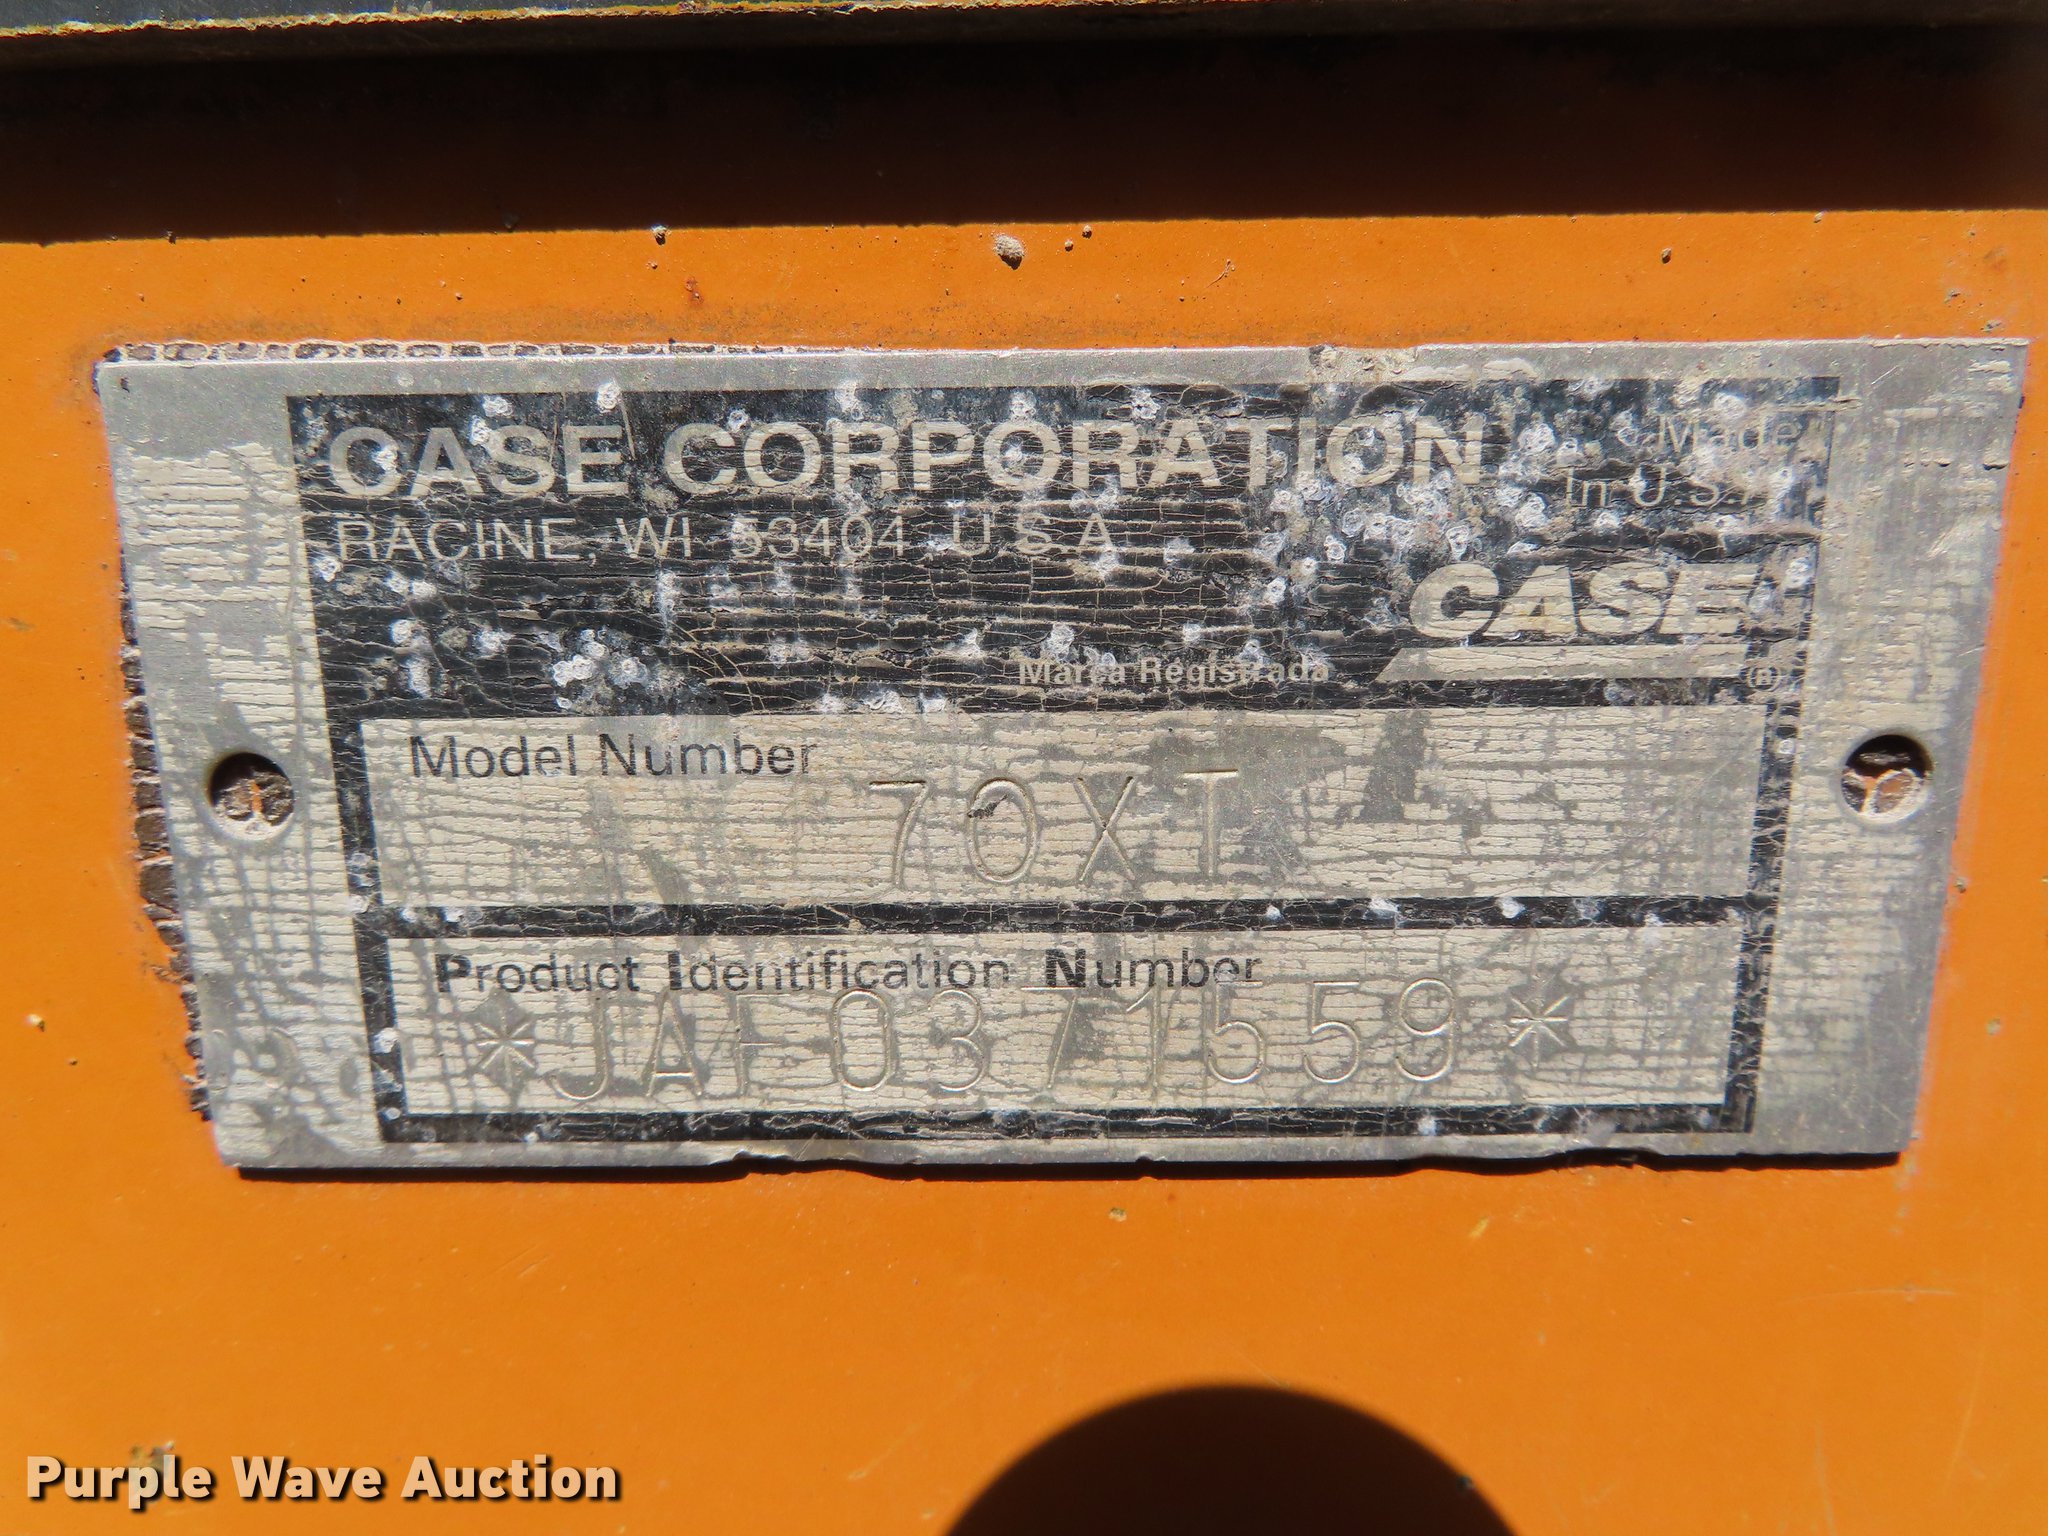 CASE CORPORATION
Made
In U.S.A.
RACINE, WI 53404 U.S.A.
CASE
Marca Registrada
®
Model Number
70XT
Product Identification Number
*JAF0371559*
Purple Wave Auction